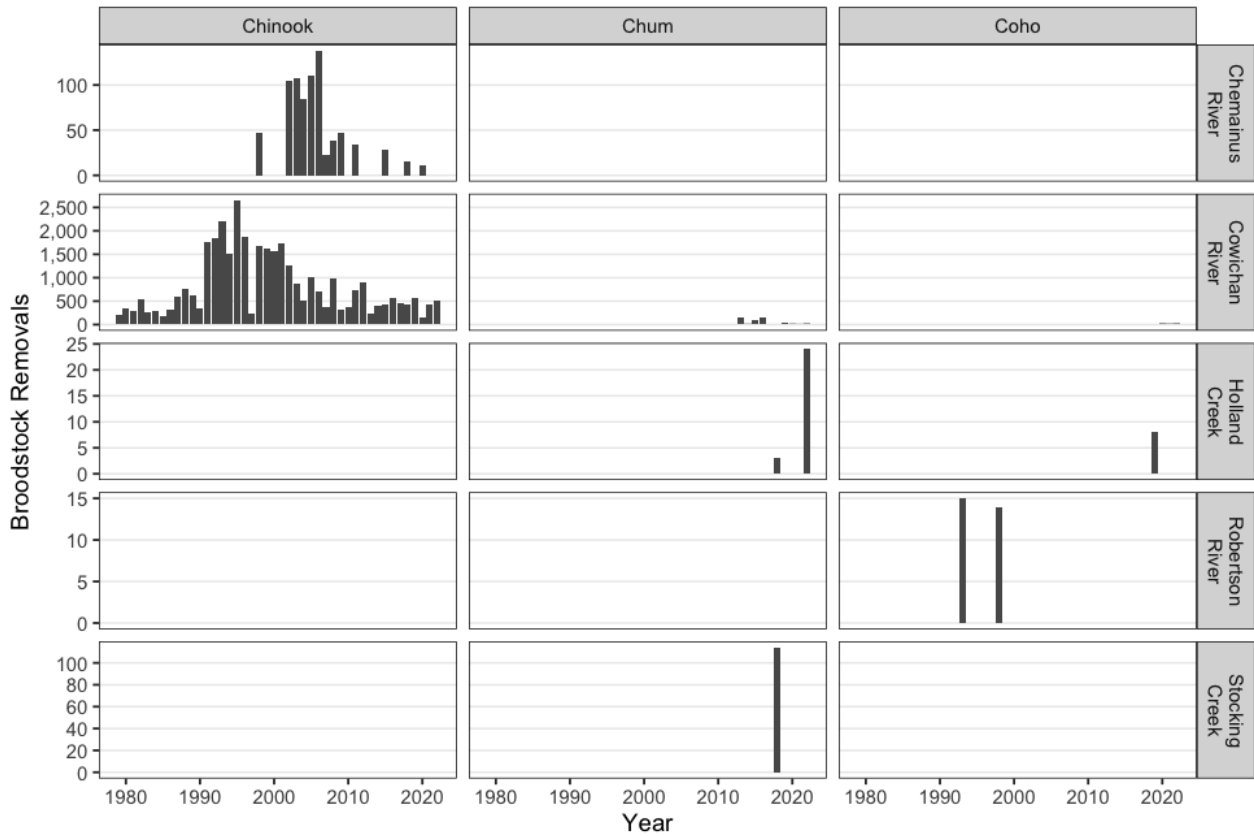 Chinook
Chum
Coho
Broodstock Removals
100
50
0
Chemainus
River
2,500
2,000
1,500
1,000
500
0
Cowichan
River
25
20
15
10
5
0
Holland
Creek
15
10
5
0
Robertson
River
100
80
60
40
20
0
Stocking
Creek
1980 1990 2000 2010 2020 1980 1990 2000 2010 2020 1980 1990 2000 2010 2020
Year